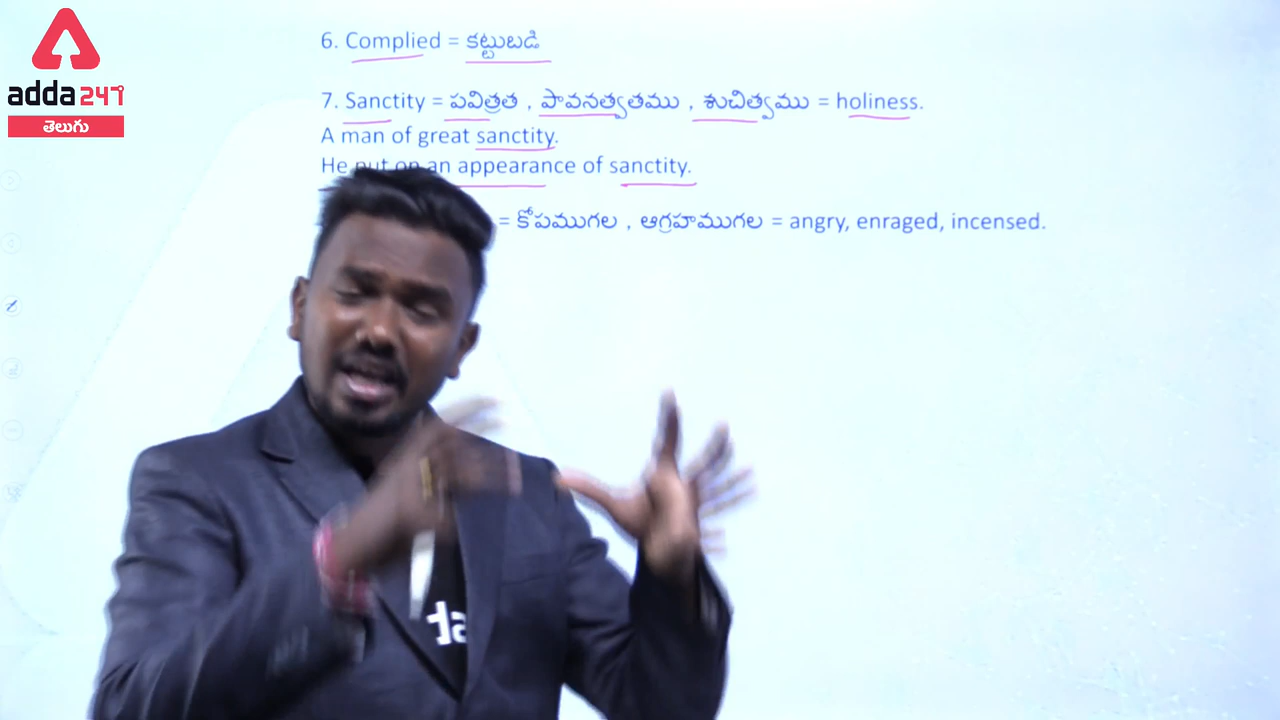 adda247
తెలుగు
6. Complied = కట్టుబడి
7. Sanctity = పవిత్రత , పావనత్వతము , శుచిత్వము = holiness.
A man of great sanctity.
He put on an appearance of sanctity.
= కోపముగల , ఆగ్రహముగల = angry, enraged, incensed.
da